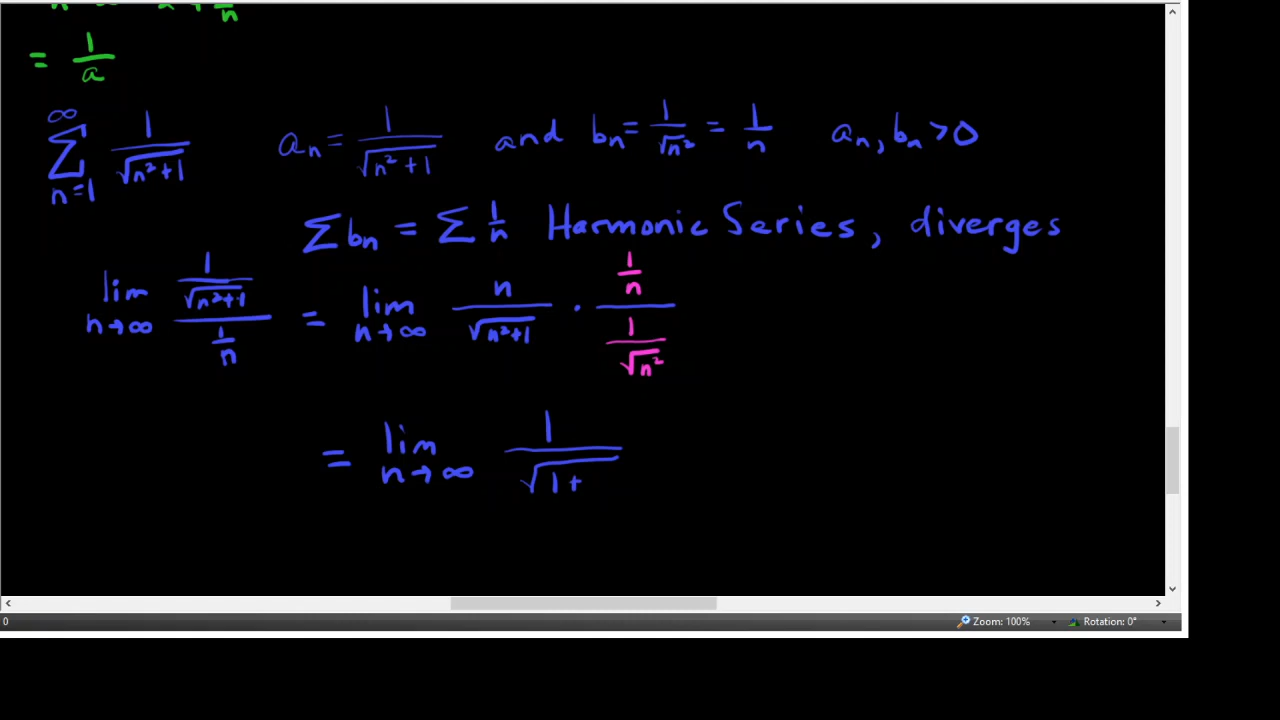 = 1/a
∑_{n=1}^{∞} 1/√(n²+1) a_n = 1/√(n²+1) and b_n = 1/√n² = 1/n a_n, b_n > 0
∑ b_n = ∑ 1/n Harmonic Series, diverges
lim_{n→∞} (1/√(n²+1))/(1/n) = lim_{n→∞} n/√(n²+1) · (1/n)/(1/√n²)
= lim_{n→∞} 1/√(1+
0 Zoom: 100% Rotation: 0°